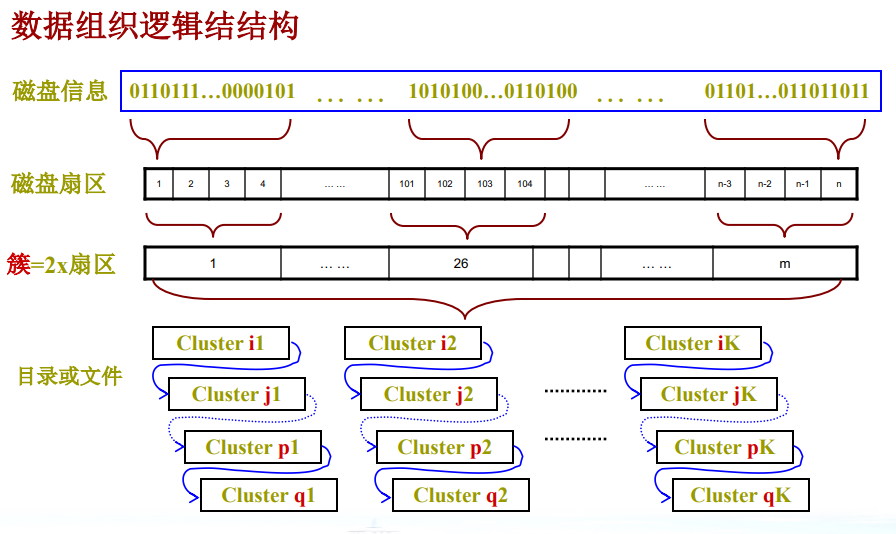 数据组织逻辑结结构
磁盘信息 0110111…0000101 … … 1010100…0110100 … … 01101…011011011
磁盘扇区 1 2 3 4 … … 101 102 103 104 … … n-3 n-2 n-1 n
簇=2x扇区 1 … … 26 … … m
Cluster i1 Cluster i2 Cluster iK
目录或文件
Cluster j1 Cluster j2 Cluster jK
Cluster p1 Cluster p2 Cluster pK
Cluster q1 Cluster q2 Cluster qK